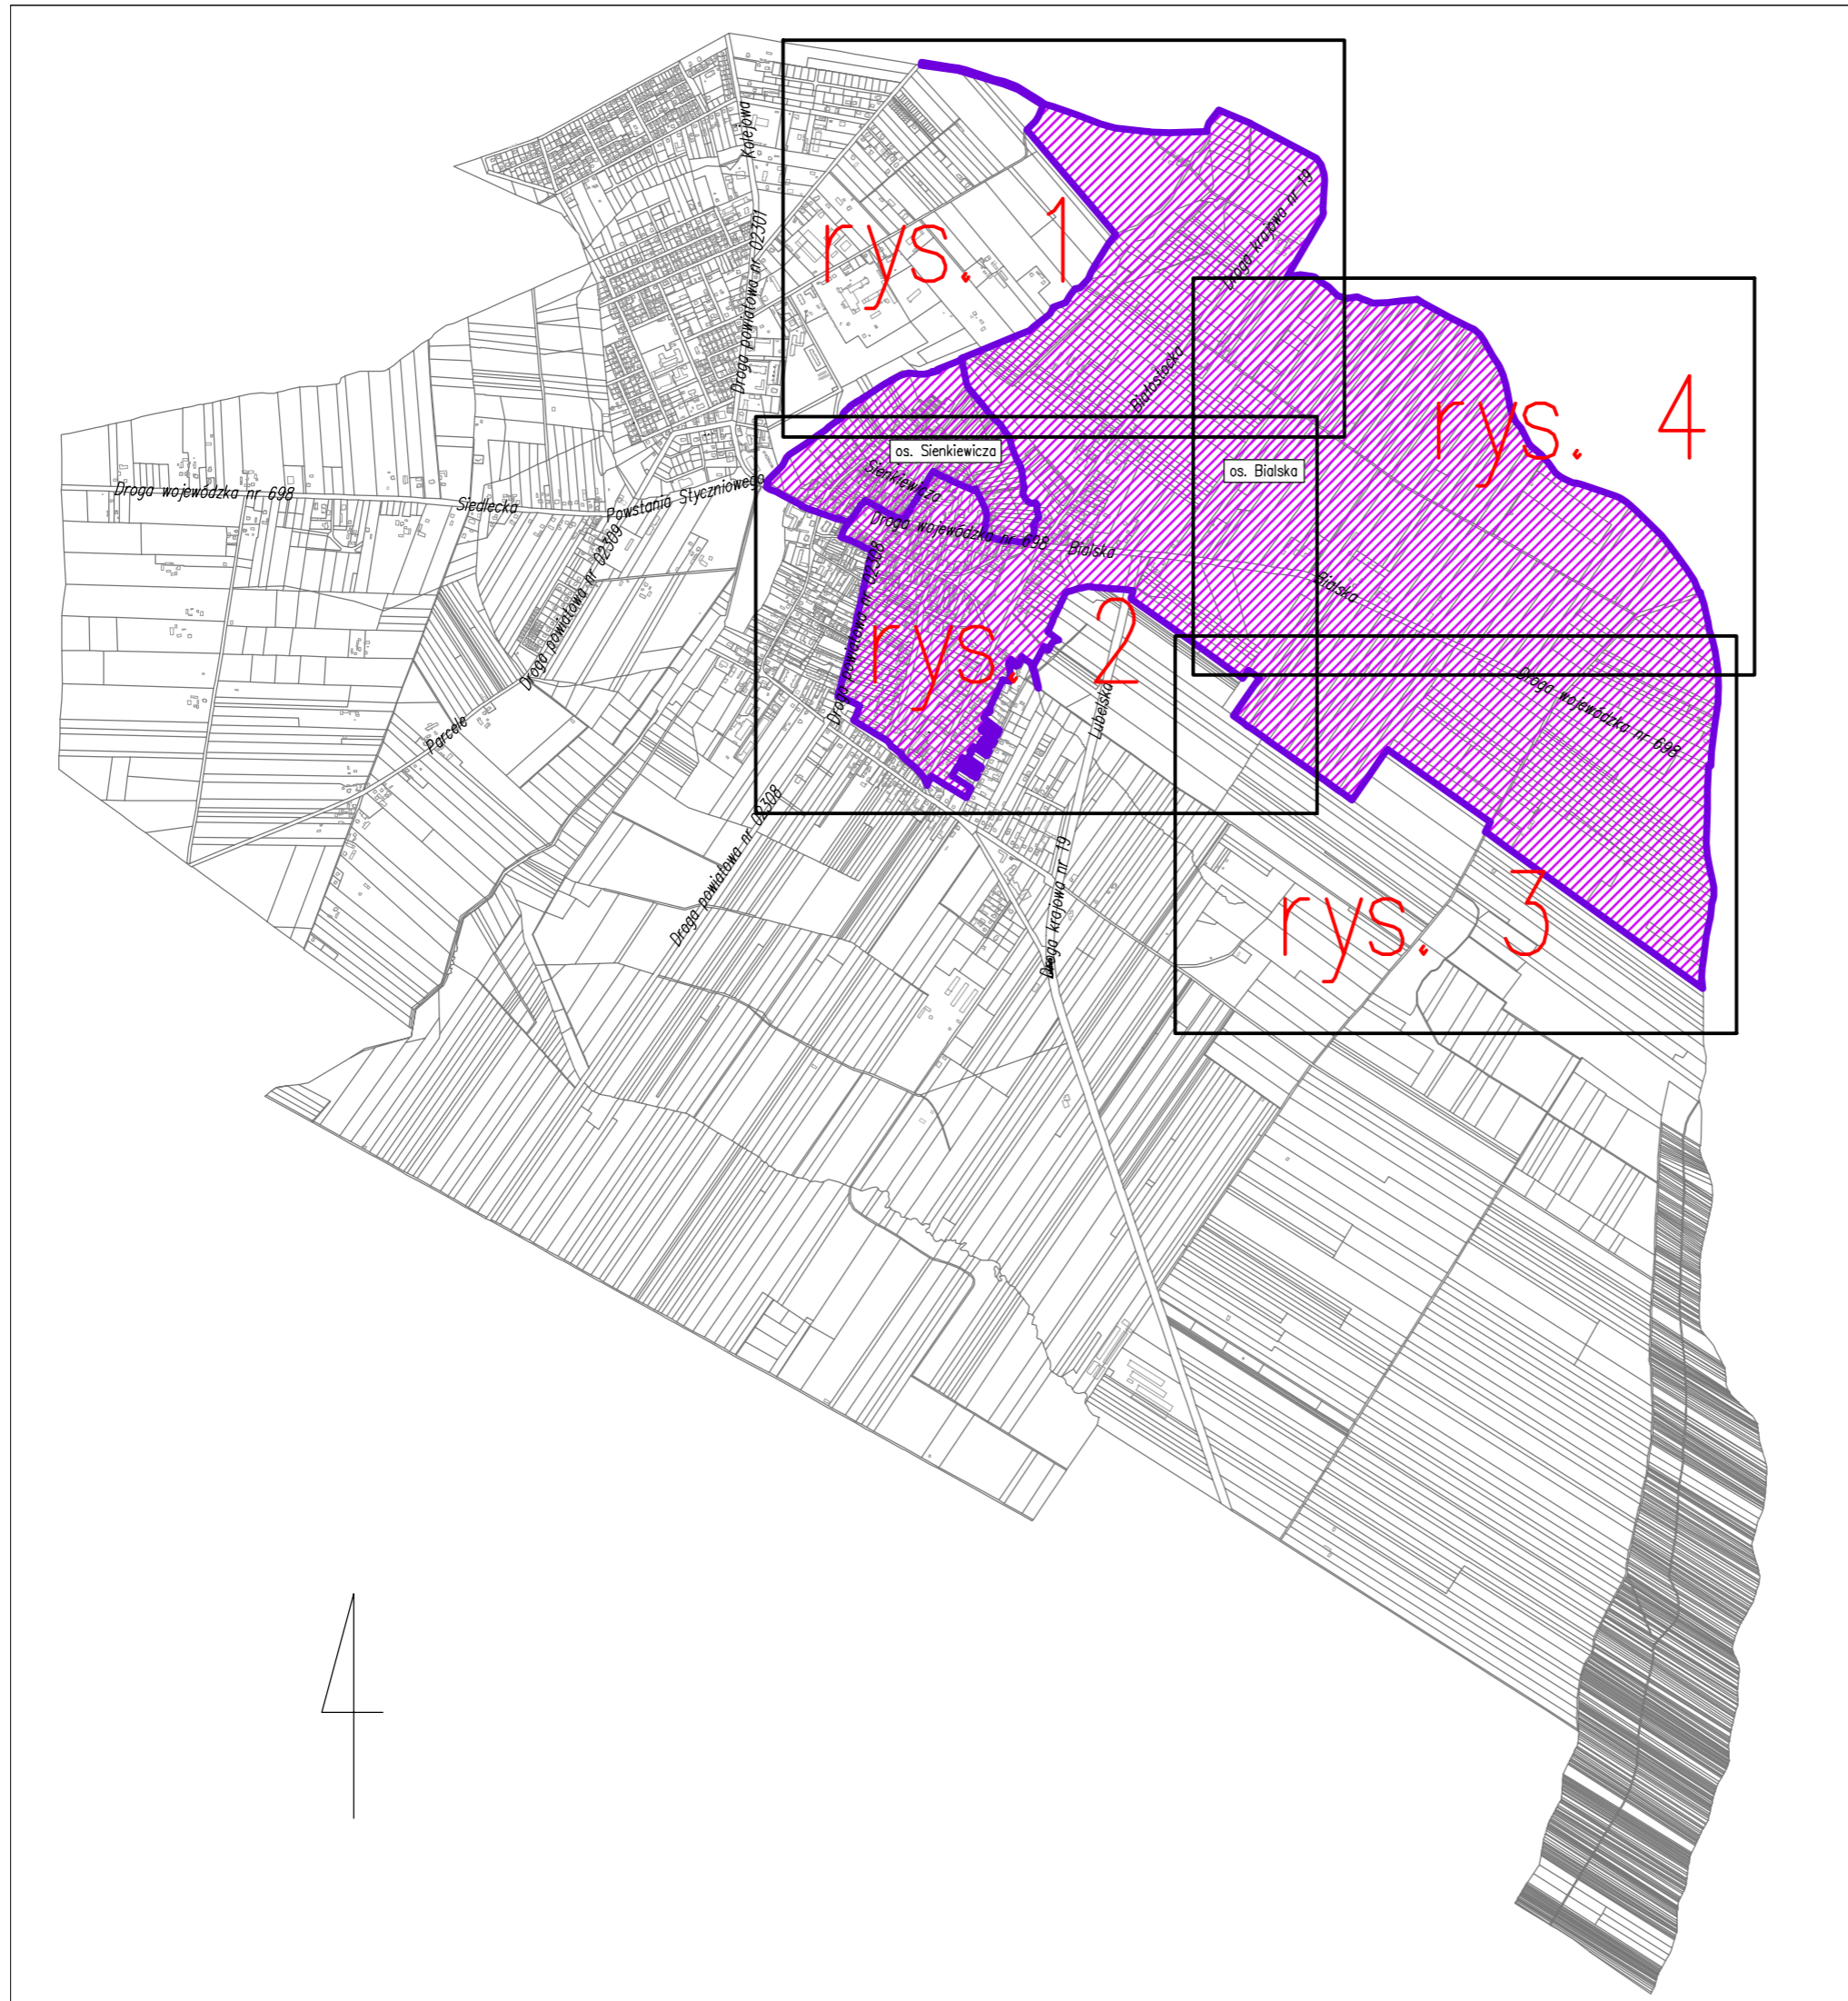 Kolejowa
Droga krajowa nr 19
Droga powiatowa nr 02301
rys. 1
Białostocka
rys. 4
os. Sienkiewicza
os. Bialska
Sienkiewicza
Droga wojewódzka nr 698
Siedlecka
Powstania Styczniowego
Droga wojewódzka nr 698
Bialska
Droga powiatowa nr 02309
Droga powiatowa nr 02308
Bialska
rys. 2
Lubelska
Droga wojewódzka nr 698
Parcele
Droga powiatowa nr 02308
Droga krajowa nr 19
rys. 3